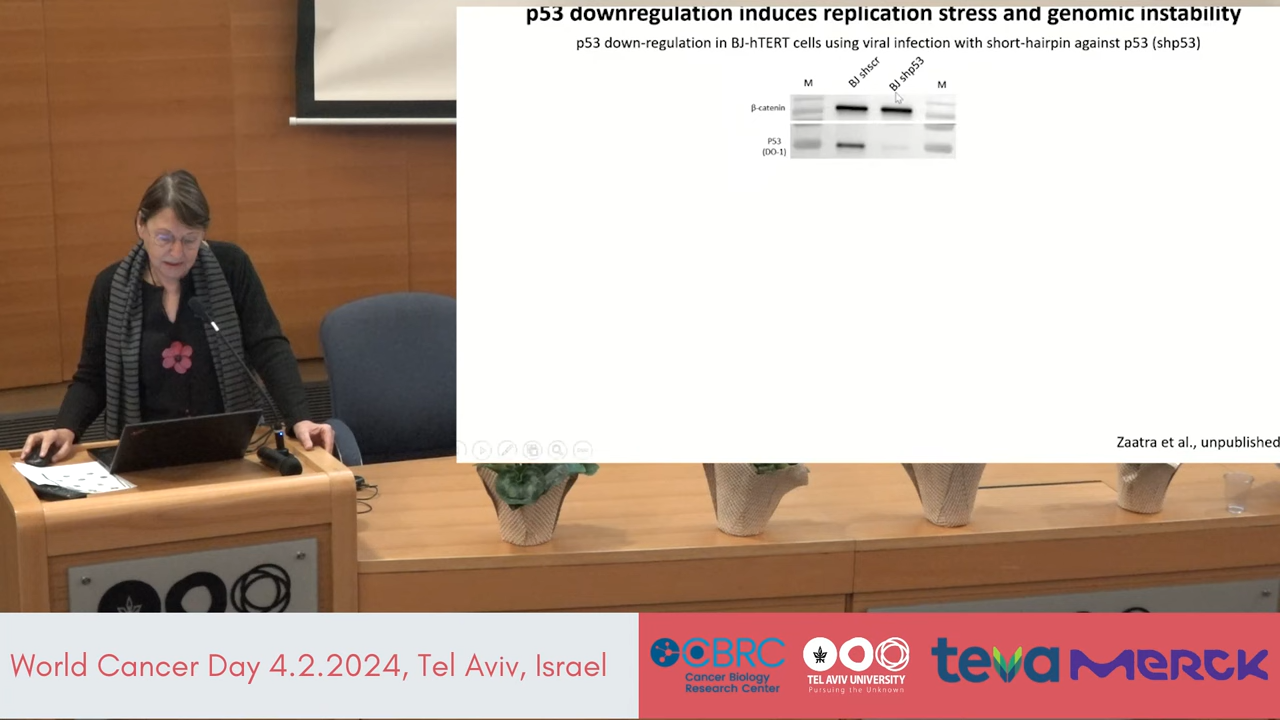 p53 downregulation induces replication stress and genomic instability
p53 down-regulation in BJ-hTERT cells using viral infection with short-hairpin against p53 (shp53)
M BJ shscr BJ shp53 M
β-catenin
P53
(DO-1)
Zaatra et al., unpublished
World Cancer Day 4.2.2024, Tel Aviv, Israel
CBRC
Cancer Biology
Research Center
TEL AVIV UNIVERSITY
Pursuing the Unknown
teva
MERCK